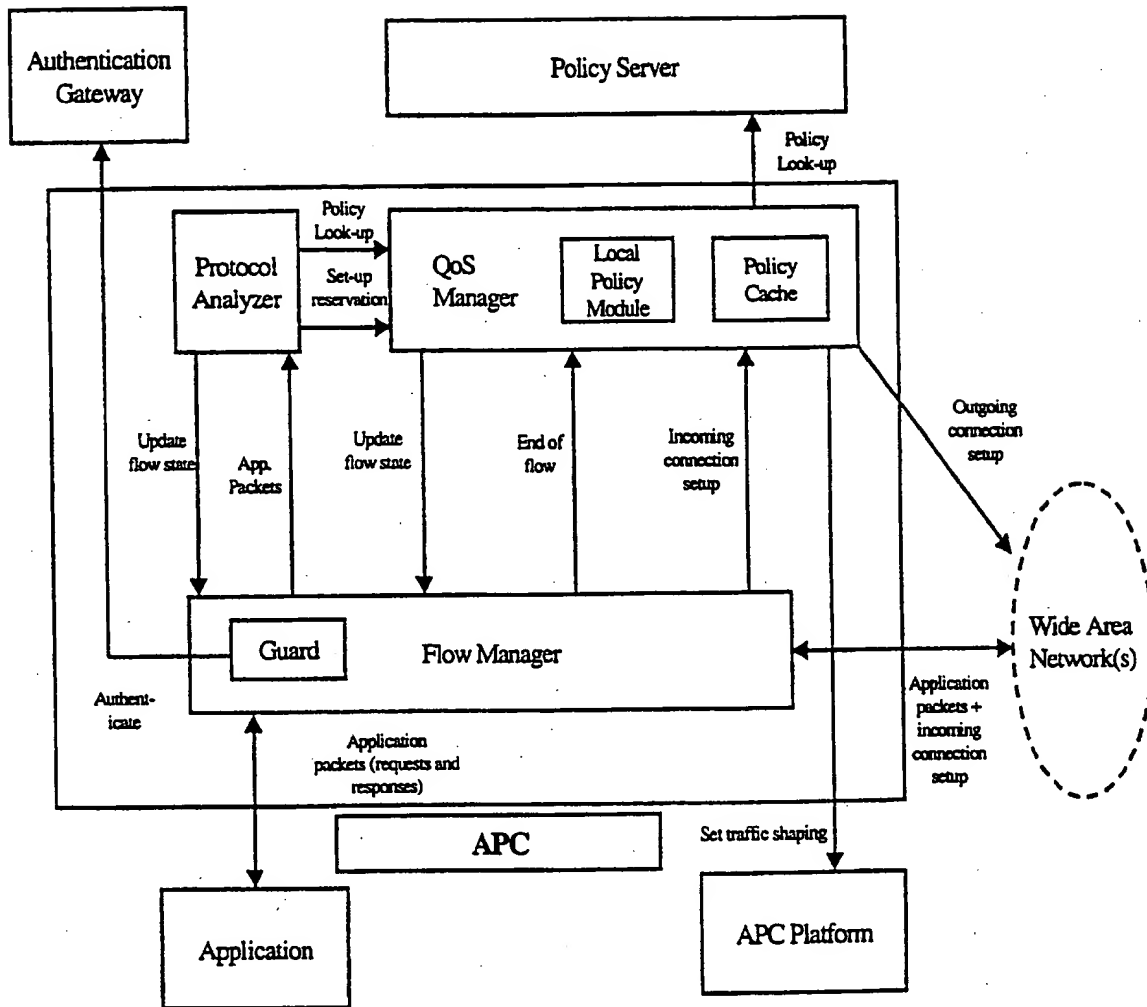 Authentication
Gateway
Policy Server
Policy
Look-up
Policy
Look-up
Set-up
reservation
Protocol
Analyzer
QoS
Manager
Local
Policy
Module
Policy
Cache
Update
flow state
App.
Packets
Update
flow state
End of
flow
Incoming
connection
setup
Outgoing
connection
setup
Guard
Flow Manager
Wide Area
Network(s)
Authent-
icate
Application
packets (requests and
responses)
Application
packets +
incoming
connection
setup
APC
Set traffic shaping
Application
APC Platform